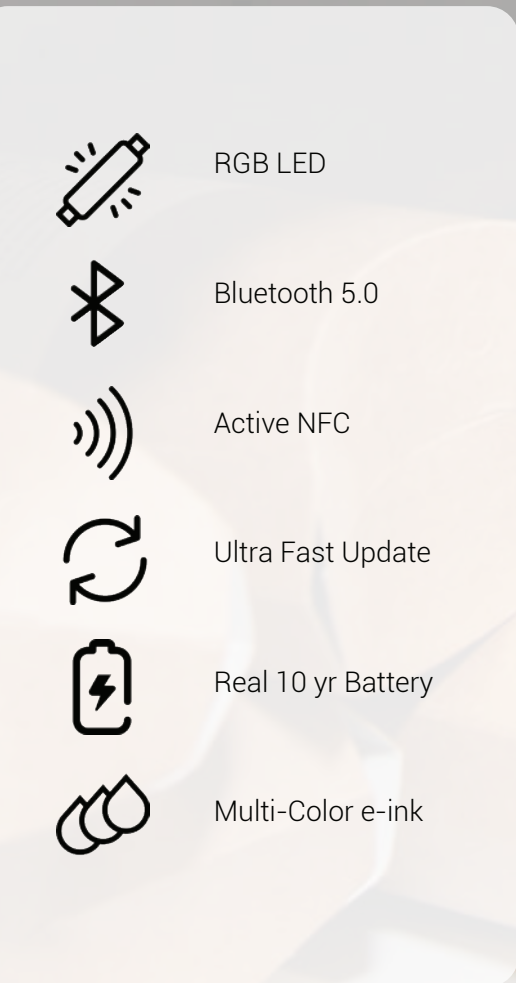 RGB LED
Bluetooth 5.0
Active NFC
Ultra Fast Update
Real 10 yr Battery
Multi-Color e-ink